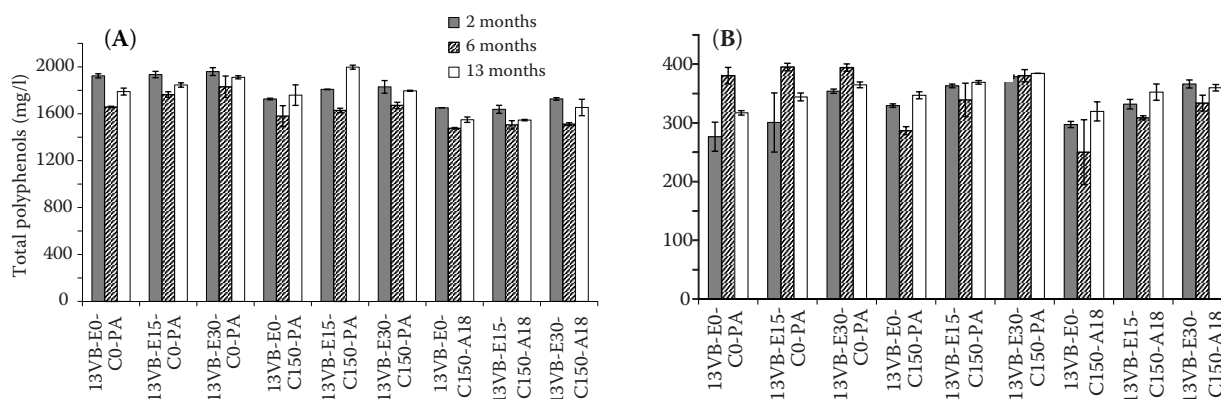 (A)
2 months
6 months
13 months
Total polyphenols (mg/l)
2000
1600
1200
800
400
0
13VB-E0-
C0-PA
13VB-E15-
C0-PA
13VB-E30-
C0-PA
13VB-E0-
C150-PA
13VB-E15-
C150-PA
13VB-E30-
C150-PA
13VB-E0-
C150-A18
13VB-E15-
C150-A18
13VB-E30-
C150-A18
(B)
400
300
200
100
0
13VB-E0-
C0-PA
13VB-E15-
C0-PA
13VB-E30-
C0-PA
13VB-E0-
C150-PA
13VB-E15-
C150-PA
13VB-E30-
C150-PA
13VB-E0-
C150-A18
13VB-E15-
C150-A18
13VB-E30-
C150-A18